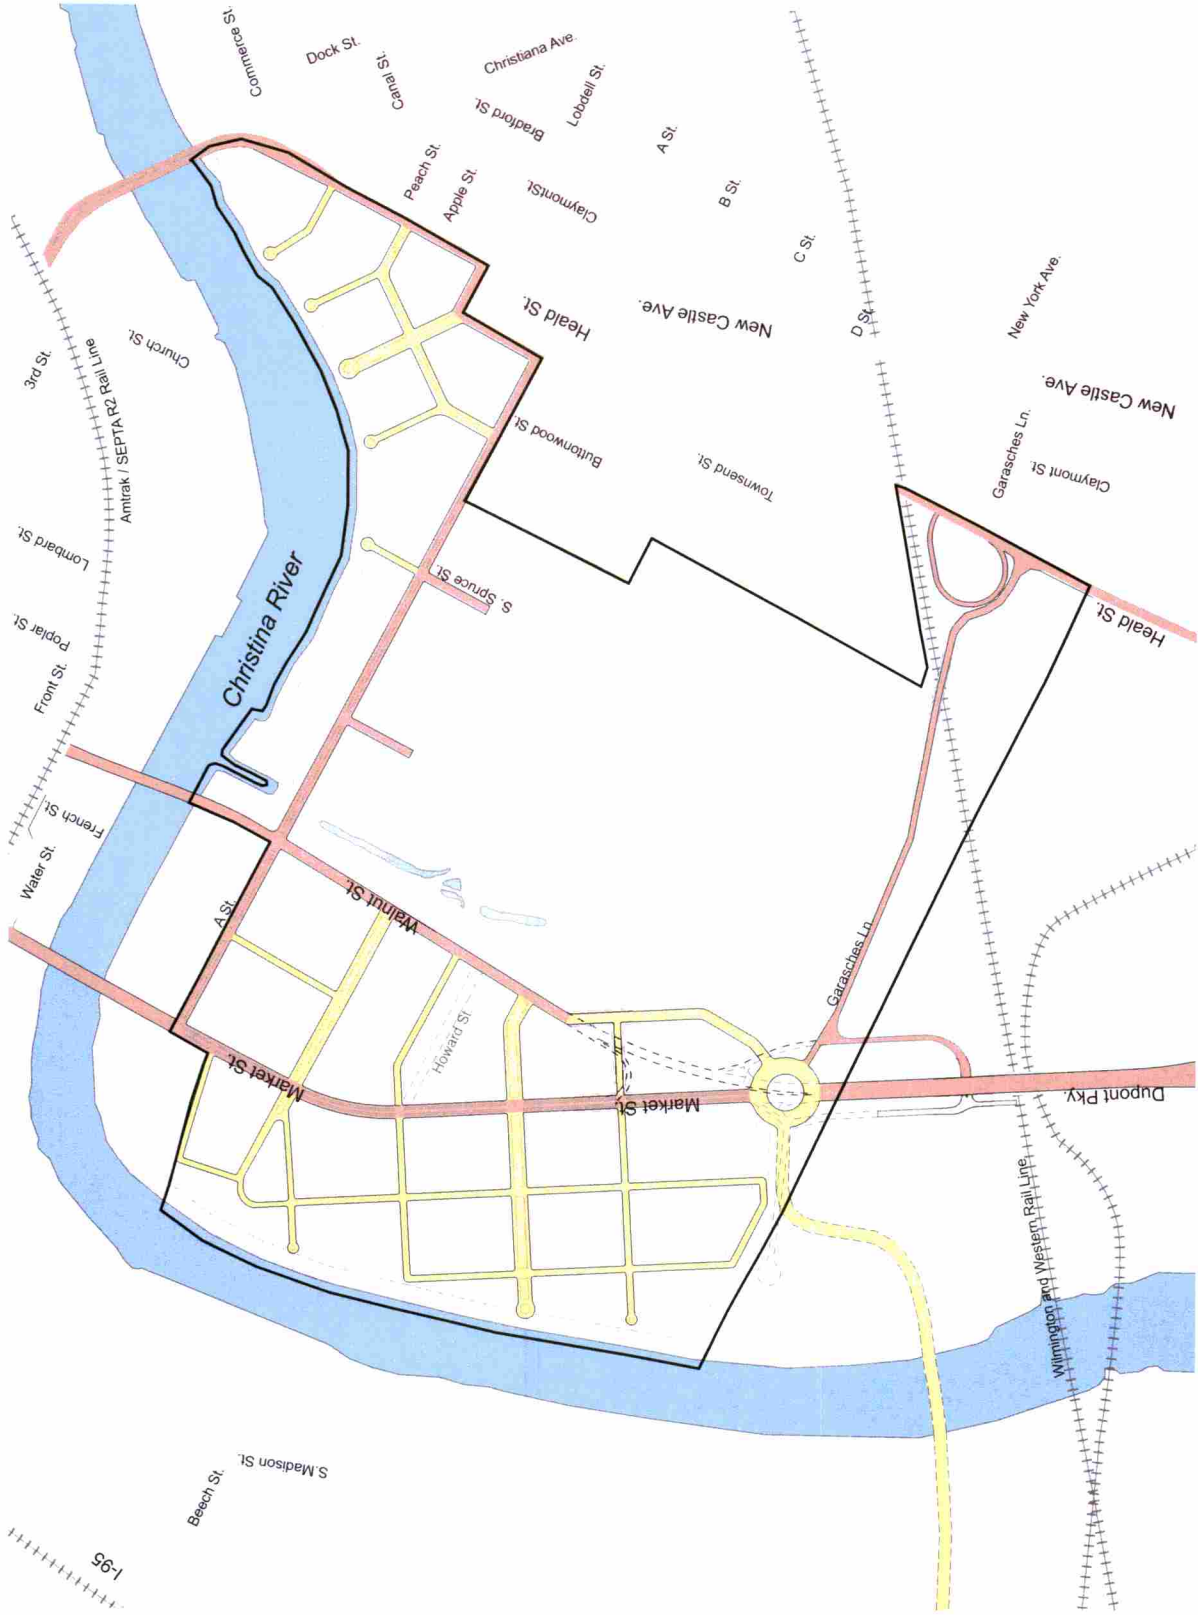 Commerce St.
Dock St.
Canal St.
Christiana Ave.
Bradford St.
Lobdell St.
A St.
Peach St.
Apple St.
ClaymontSt.
B St.
C St.
D St.
New York Ave.
3rd St.
Church St.
Amtrak / SEPTA R2 Rail Line
Heald St.
New Castle Ave.
New Castle Ave.
Buttonwood St.
Townsend St.
Garasches Ln.
Claymont St.
Lombard St.
Poplar St.
Front St.
Christina River
S. Spruce St.
Heald St.
French St.
Water St.
A St.
Walnut St.
Howard St.
Garasches Ln.
Market St.
Market St.
Dupont Pky.
Wilmington and Western Rail Line
S.Madison St.
Beech St.
I-95